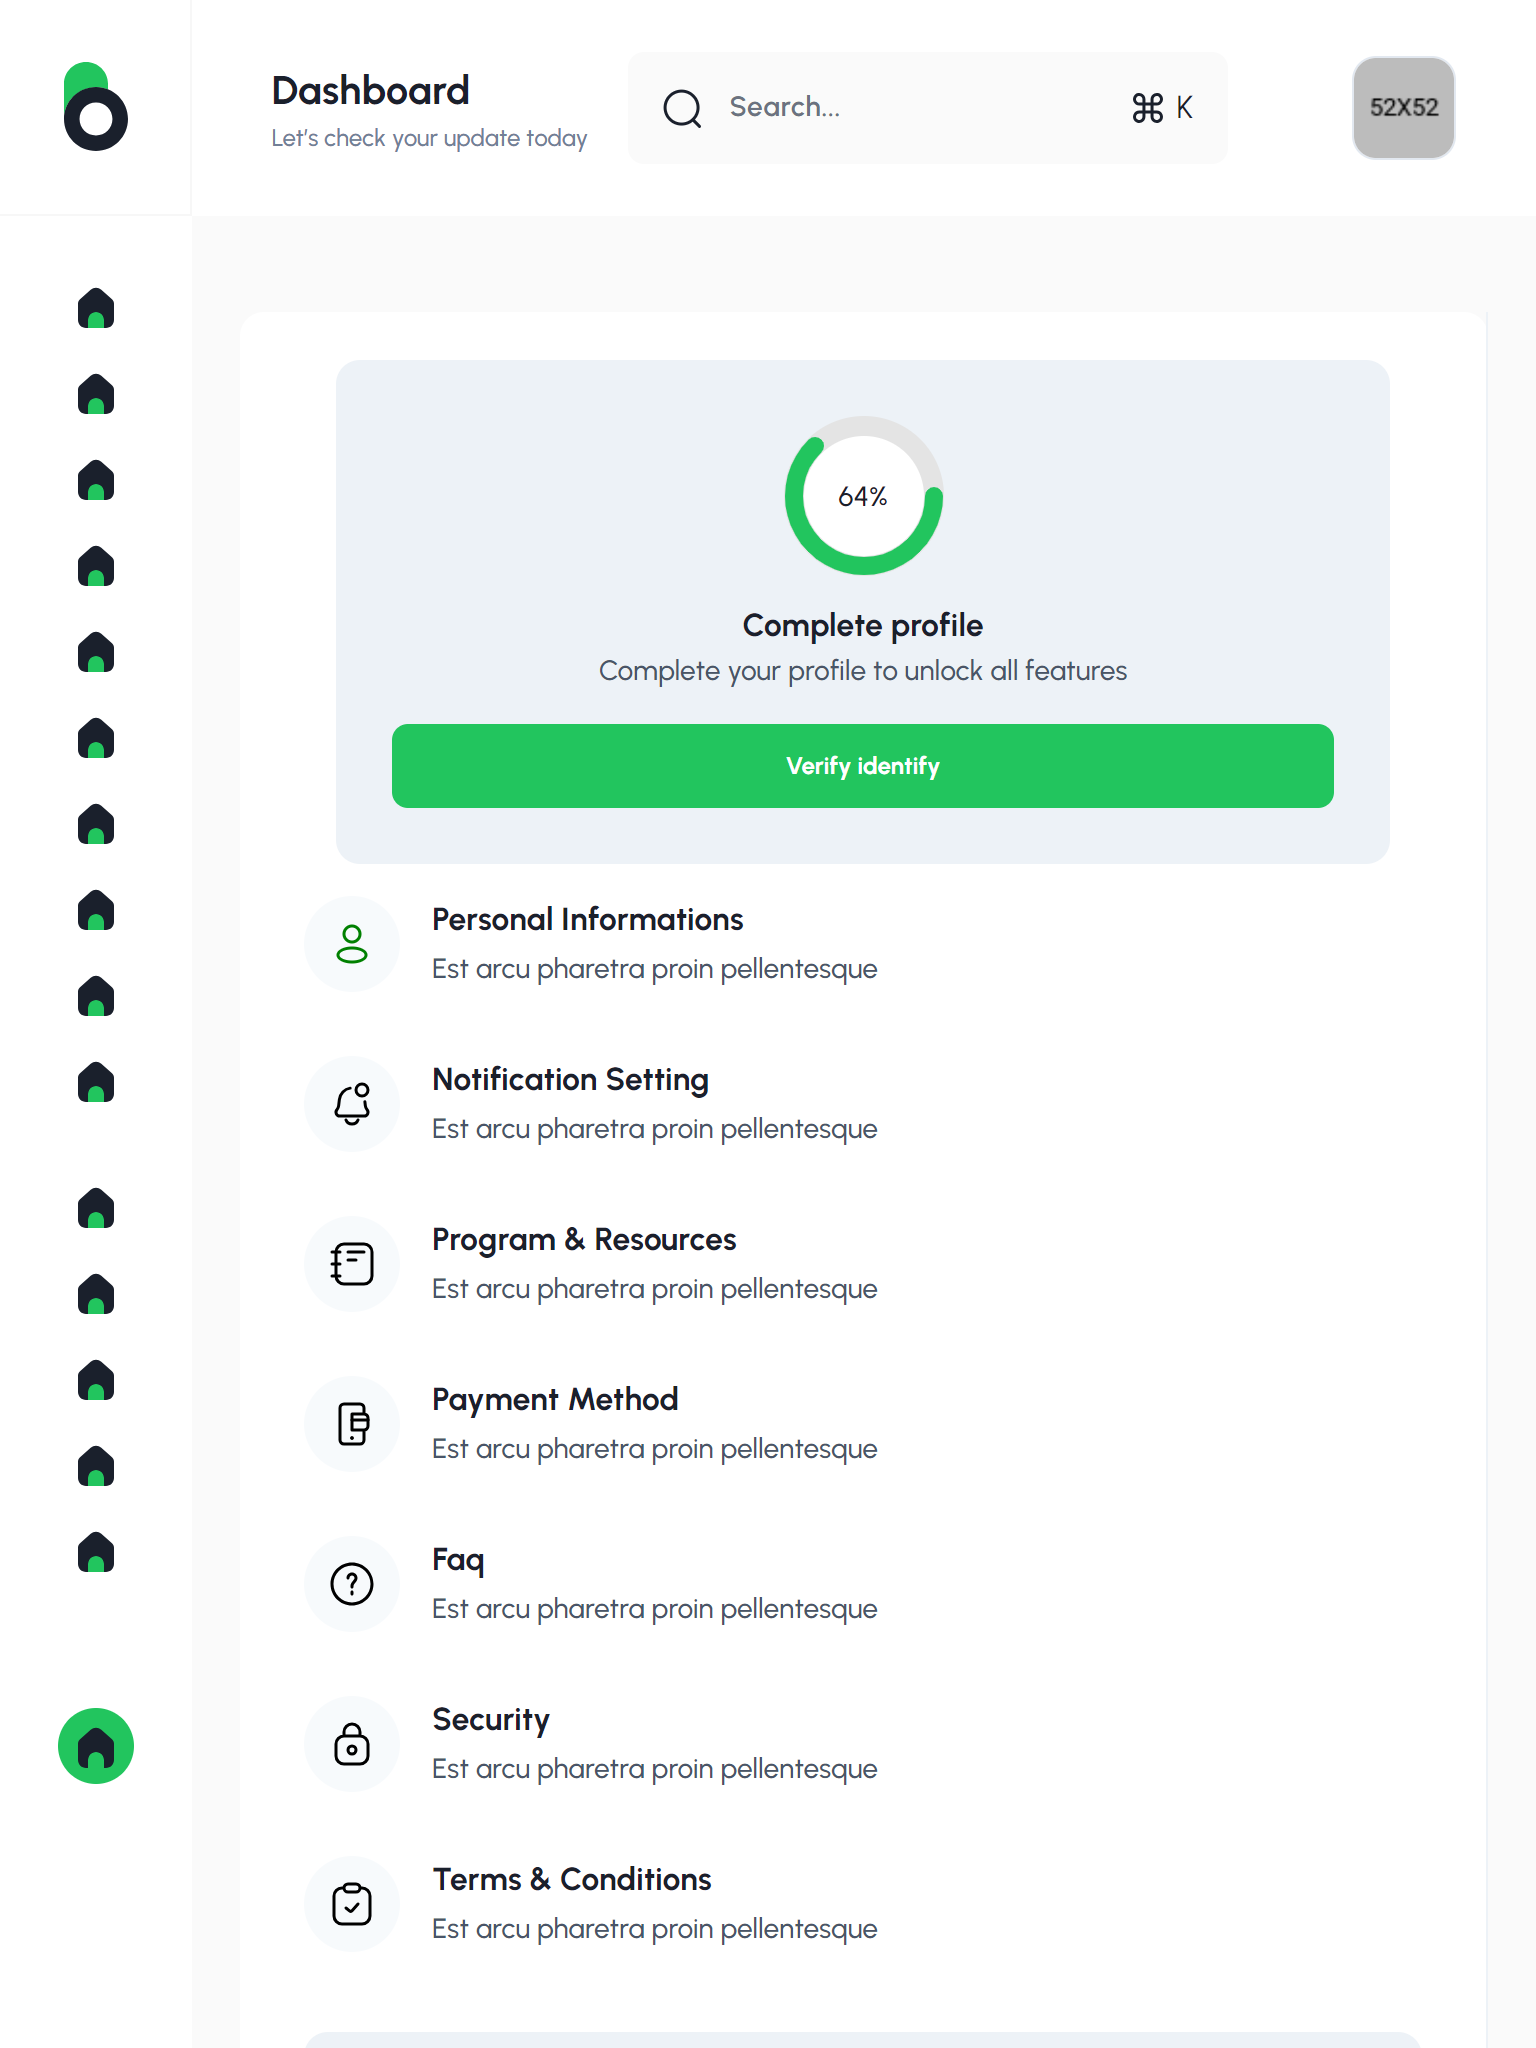 Dashboard
Let's check your update today
Search...
⌘ K
52X52
64%
Complete profile
Complete your profile to unlock all features
Verify identify
Personal Informations
Est arcu pharetra proin pellentesque
Notification Setting
Est arcu pharetra proin pellentesque
Program & Resources
Est arcu pharetra proin pellentesque
Payment Method
Est arcu pharetra proin pellentesque
Faq
Est arcu pharetra proin pellentesque
Security
Est arcu pharetra proin pellentesque
Terms & Conditions
Est arcu pharetra proin pellentesque